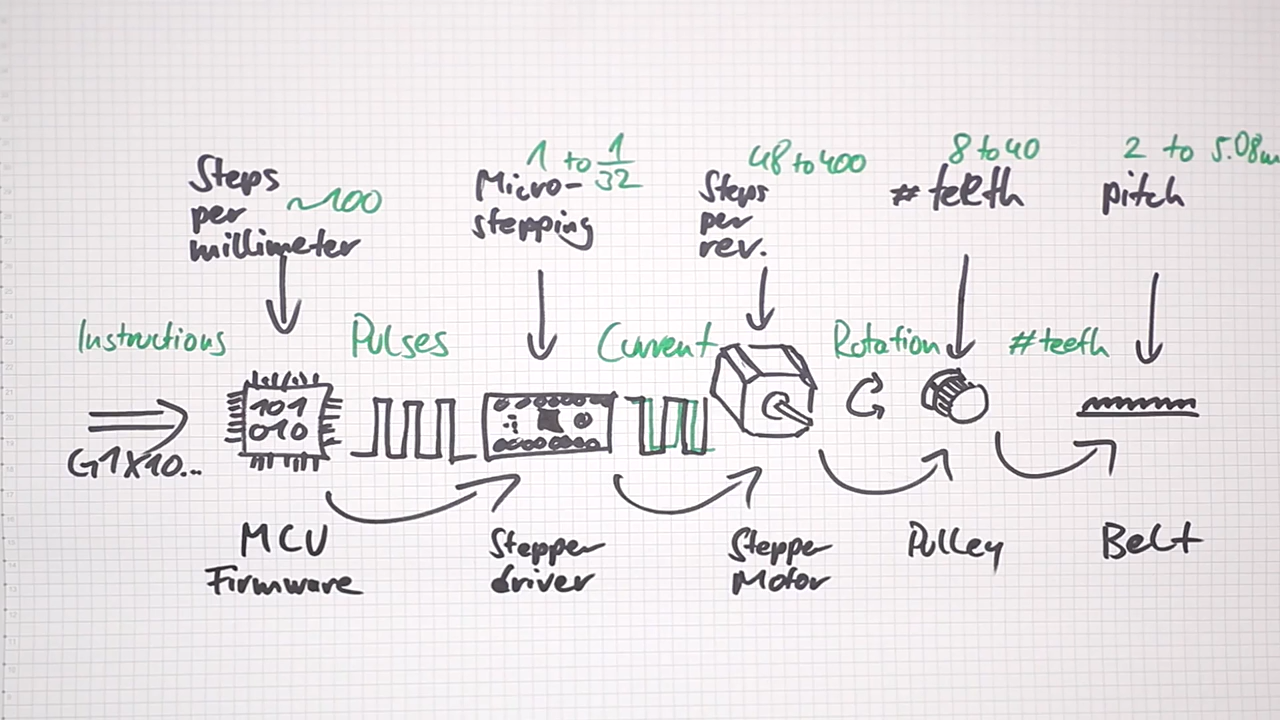 Steps
per
millimeter
~100
1 to 1/32
Micro-
stepping
48 to 400
Steps
per
rev.
8 to 40
# teeth
2 to 5.08m
pitch
Instructions
Pulses
Current
Rotation
#teeth
101
010
G1X10...
MCU
Firmware
Stepper
driver
Stepper
Motor
Pulley
Belt